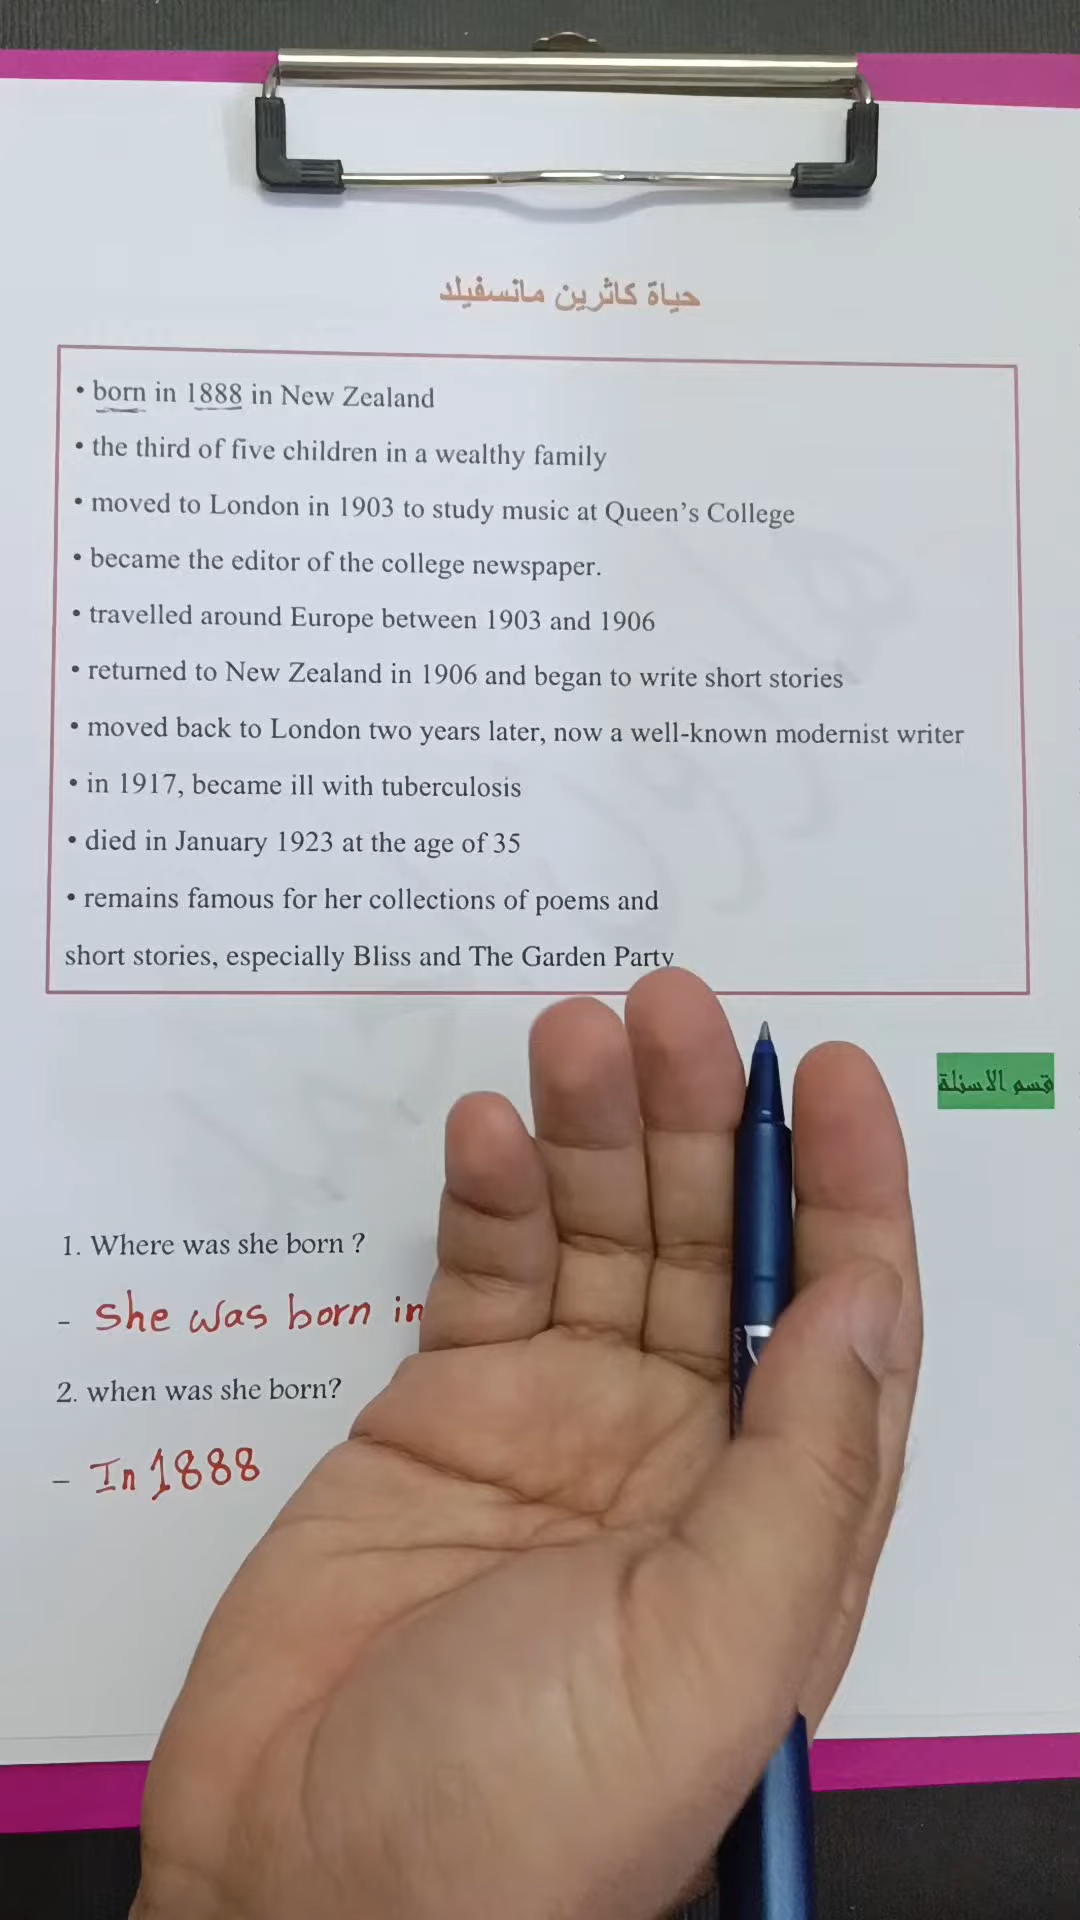 حياة كاثرين مانسفيلد
• born in 1888 in New Zealand
• the third of five children in a wealthy family
• moved to London in 1903 to study music at Queen's College
• became the editor of the college newspaper.
• travelled around Europe between 1903 and 1906
• returned to New Zealand in 1906 and began to write short stories
• moved back to London two years later, now a well-known modernist writer
• in 1917, became ill with tuberculosis
• died in January 1923 at the age of 35
• remains famous for her collections of poems and
short stories, especially Bliss and The Garden Party
قسم الاسئلة
1. Where was she born ?
- She was born in
2. when was she born?
- In 1888